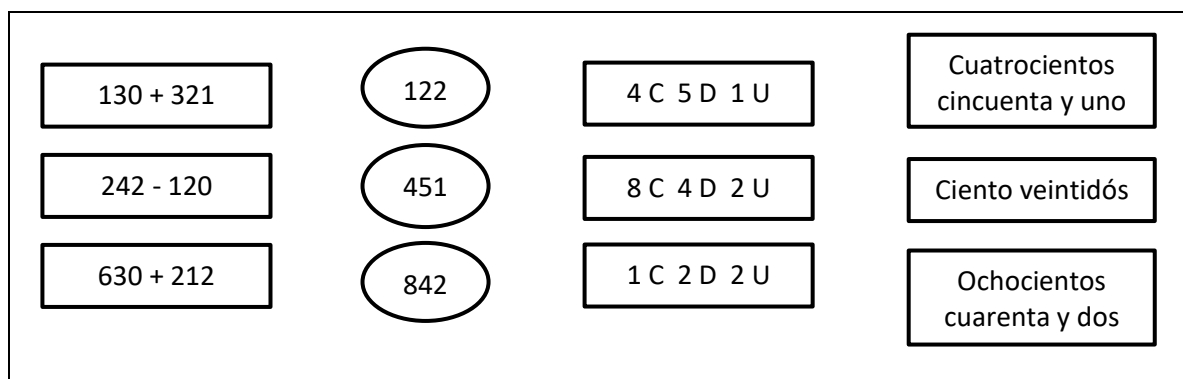 130 + 321
122
4 C 5 D 1 U
Cuatrocientos
cincuenta y uno
242 - 120
451
8 C 4 D 2 U
Ciento veintidós
630 + 212
842
1 C 2 D 2 U
Ochocientos
cuarenta y dos